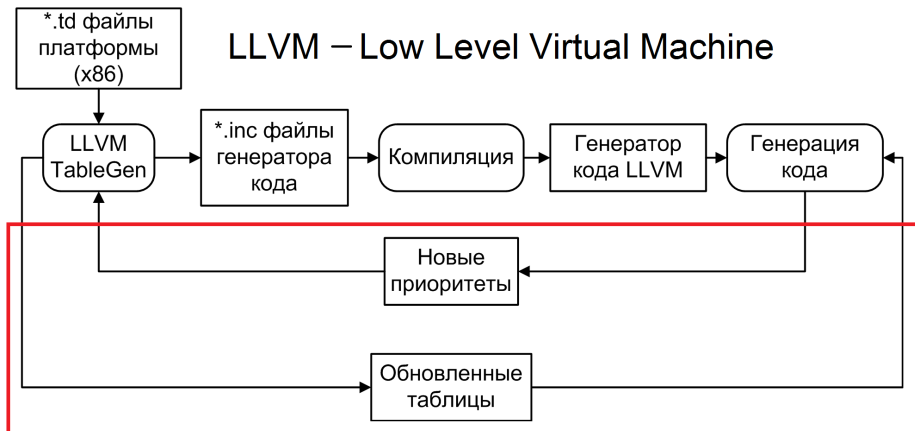 *.td файлы
платформы
(x86)
LLVM – Low Level Virtual Machine
LLVM
TableGen
*.inc файлы
генератора
кода
Компиляция
Генератор
кода LLVM
Генерация
кода
Новые
приоритеты
Обновленные
таблицы